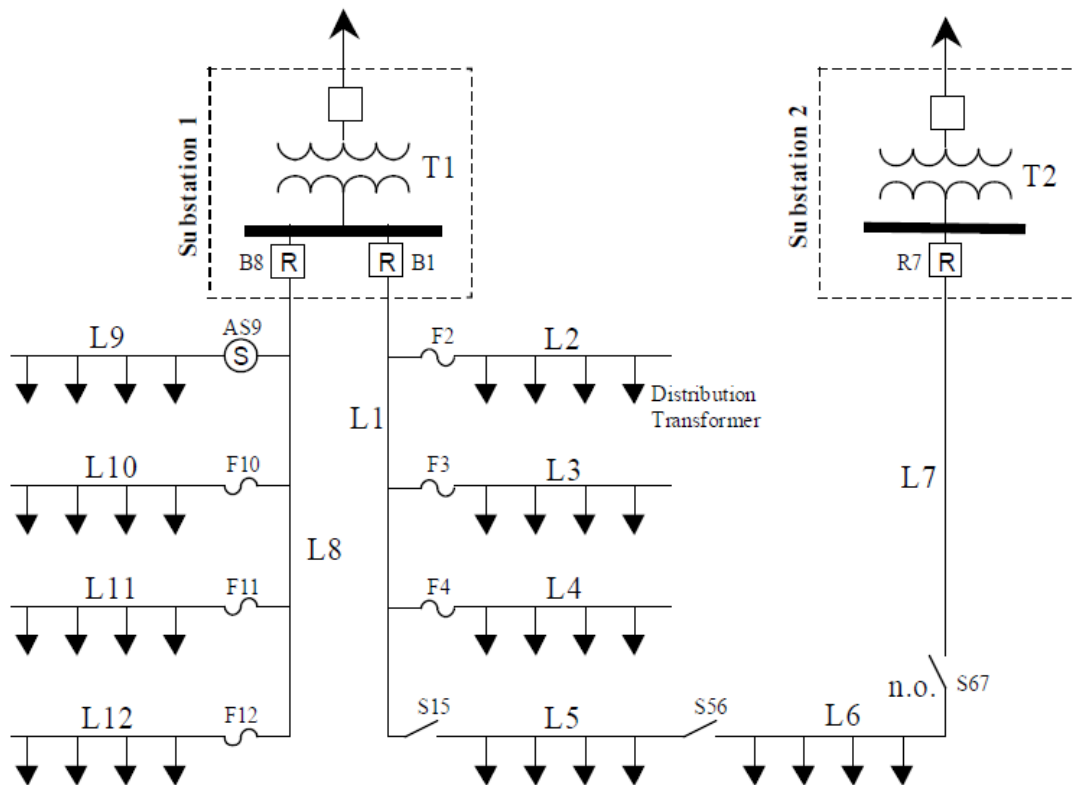 Substation 1
T1
B8
R
R
B1
Substation 2
T2
R7
R
L9
AS9
S
F2
L2
Distribution
Transformer
L1
L10
F10
F3
L3
L7
L8
L11
F11
F4
L4
n.o.
S67
L12
F12
S15
L5
S56
L6